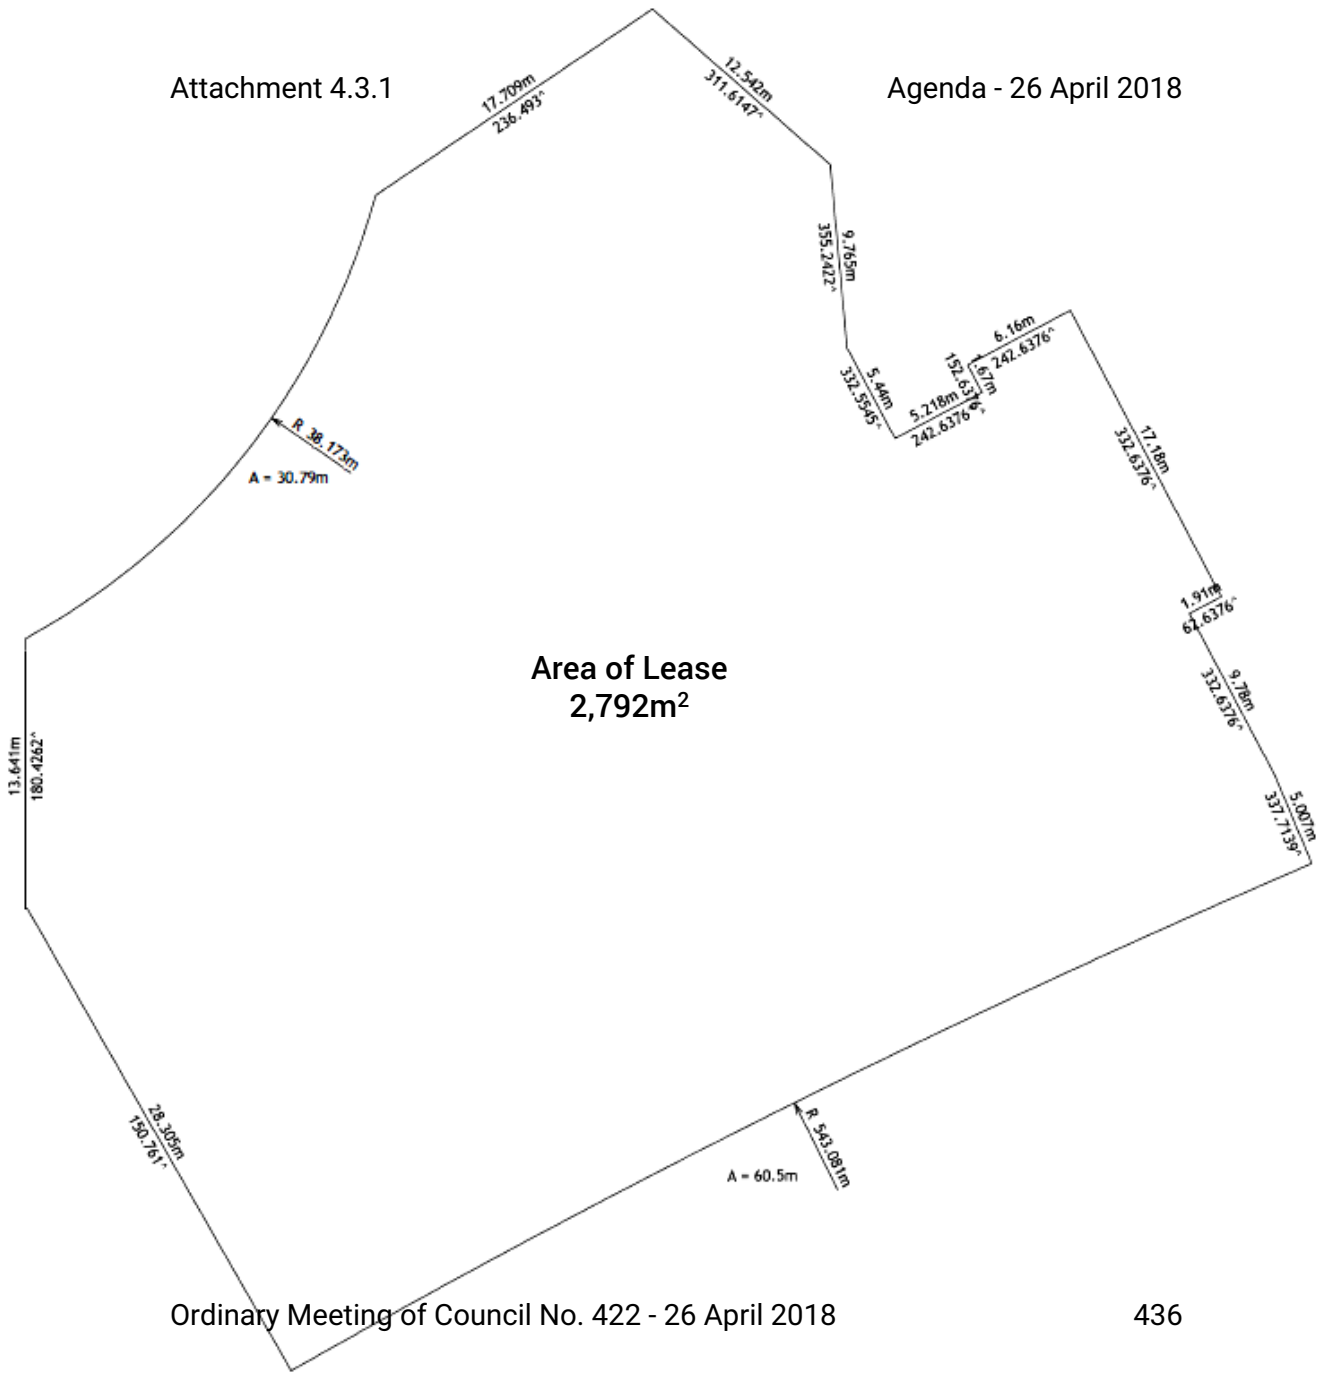 Attachment 4.3.1
Agenda - 26 April 2018
17.709m
236.493^
12.542m
311.6147^
9.765m
355.2422^
6.16m
242.6376^
1.67m
152.6376^
5.44m
332.5545^
5.218m
242.6376^
R 38.173m
A = 30.79m
17.18m
332.6376^
1.91m
62.6376^
Area of Lease
2,792m²
9.78m
332.6376^
13.641m
180.4262^
5.007m
337.7139^
28.305m
150.761^
R 543.081m
A = 60.5m
Ordinary Meeting of Council No. 422 - 26 April 2018
436